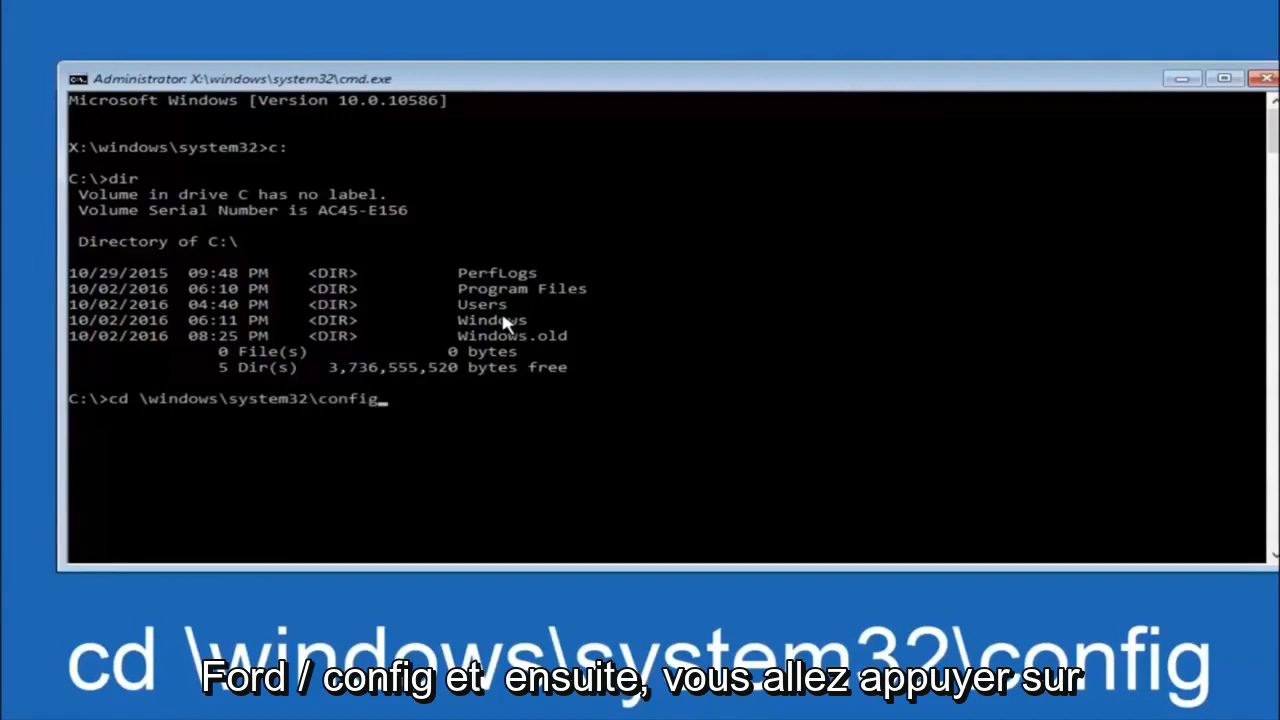 Administrator: X:\windows\system32\cmd.exe
Microsoft Windows [Version 10.0.10586]
X:\windows\system32>c:
C:\>dir
Volume in drive C has no label.
Volume Serial Number is AC45-E156
Directory of C:\
10/29/2015 09:48 PM <DIR> PerfLogs
10/02/2016 06:10 PM <DIR> Program Files
10/02/2016 04:40 PM <DIR> Users
10/02/2016 06:11 PM <DIR> Windows
10/02/2016 08:25 PM <DIR> Windows.old
0 File(s) 0 bytes
5 Dir(s) 3,736,555,520 bytes free
C:\>cd \windows\system32\config_
cd \windows\system32\config
Ford / config et ensuite, vous allez appuyer sur